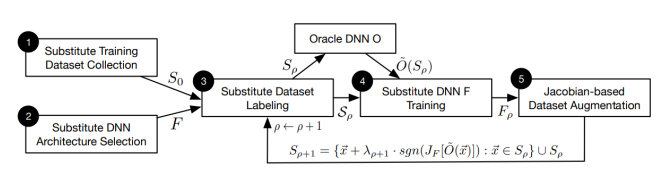 1
Substitute Training
Dataset Collection
2
Substitute DNN
Architecture Selection
S₀
F
3
Substitute Dataset
Labeling
S_ρ
Oracle DNN O
Õ(S_ρ)
S_ρ
4
Substitute DNN F
Training
F_ρ
5
Jacobian-based
Dataset Augmentation
ρ ← ρ + 1
S_{ρ+1} = {x⃗ + λ_{ρ+1} · sgn(J_F[Õ(x⃗)]) : x⃗ ∈ S_ρ} ∪ S_ρ